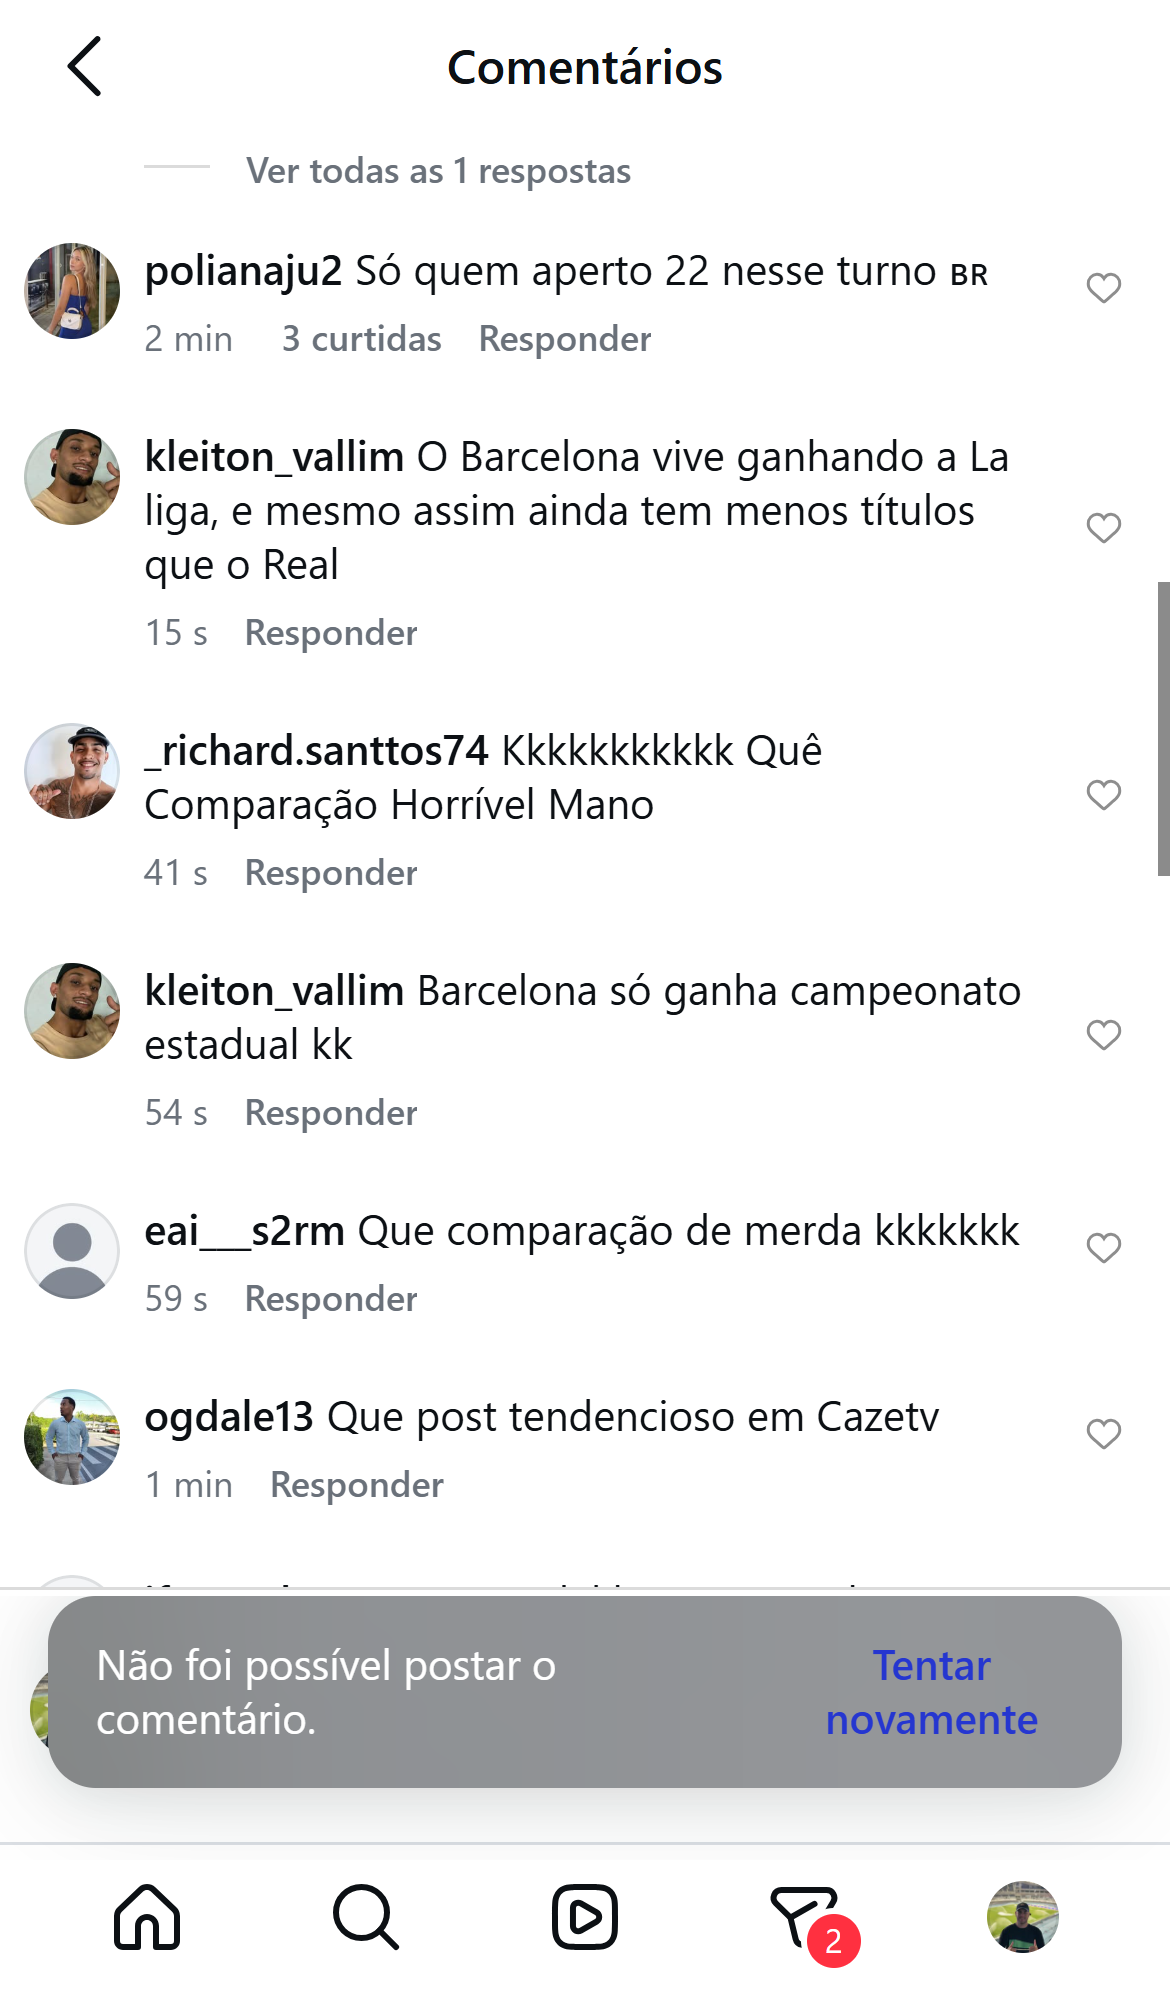 Comentários
Ver todas as 1 respostas
polianaju2 Só quem aperto 22 nesse turno BR
2 min 3 curtidas Responder
kleiton_vallim O Barcelona vive ganhando a La
liga, e mesmo assim ainda tem menos títulos
que o Real
15 s Responder
_richard.santtos74 Kkkkkkkkkkk Quê
Comparação Horrível Mano
41 s Responder
kleiton_vallim Barcelona só ganha campeonato
estadual kk
54 s Responder
eai___s2rm Que comparação de merda kkkkkkk
59 s Responder
ogdale13 Que post tendencioso em Cazetv
1 min Responder
Não foi possível postar o
comentário.
Tentar
novamente
2